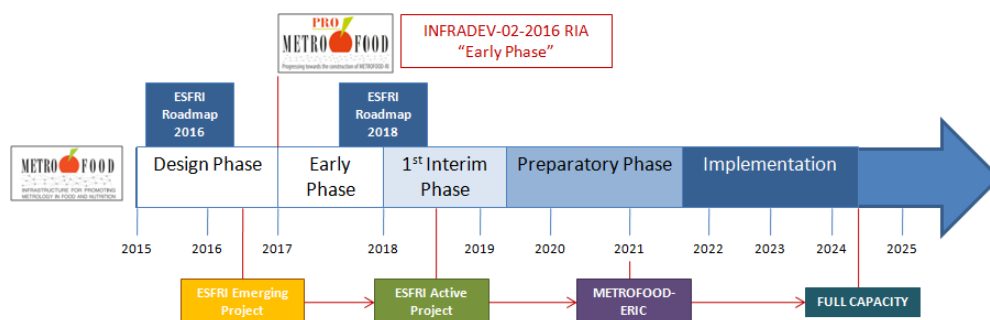 PRO
METROFOOD
Progressing towards the construction of METROFOOD-RI
INFRADEV-02-2016 RIA
“Early Phase”
ESFRI
Roadmap
2016
ESFRI
Roadmap
2018
METROFOOD
INFRASTRUCTURE FOR PROMOTING
METROLOGY IN FOOD AND NUTRITION
Design Phase
Early
Phase
1st Interim
Phase
Preparatory Phase
Implementation
2015
2016
2017
2018
2019
2020
2021
2022
2023
2024
2025
ESFRI Emerging
Project
ESFRI Active
Project
METROFOOD-
ERIC
FULL CAPACITY